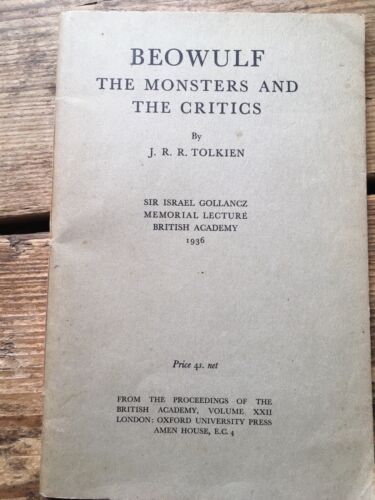 BEOWULF
THE MONSTERS AND
THE CRITICS
By
J. R. R. TOLKIEN
SIR ISRAEL GOLLANCZ
MEMORIAL LECTURE
BRITISH ACADEMY
1936
Price 4s. net
FROM THE PROCEEDINGS OF THE
BRITISH ACADEMY, VOLUME XXII
LONDON: OXFORD UNIVERSITY PRESS
AMEN HOUSE, E.C. 4